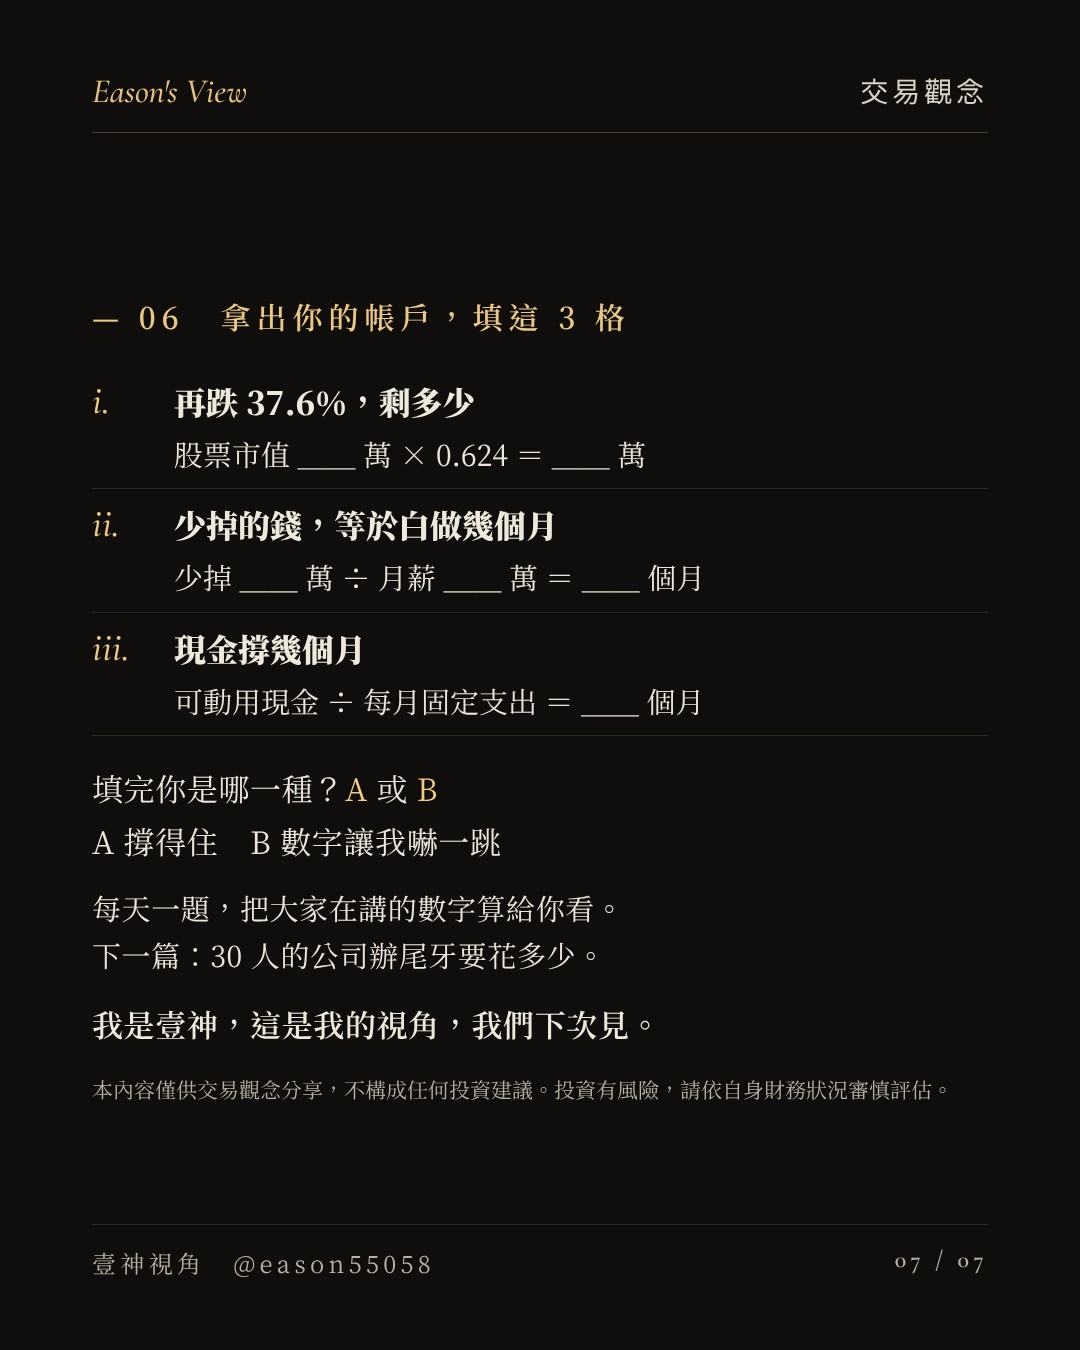 Eason's View
交易觀念
— 06 拿出你的帳戶，填這 3 格
i. 再跌 37.6%，剩多少
股票市值 ____ 萬 × 0.624 = ____ 萬
ii. 少掉的錢，等於白做幾個月
少掉 ____ 萬 ÷ 月薪 ____ 萬 = ____ 個月
iii. 現金撐幾個月
可動用現金 ÷ 每月固定支出 = ____ 個月
填完你是哪一種？A 或 B
A 撐得住　B 數字讓我嚇一跳
每天一題，把大家在講的數字算給你看。
下一篇：30 人的公司辦尾牙要花多少。
我是壹神，這是我的視角，我們下次見。
本內容僅供交易觀念分享，不構成任何投資建議。投資有風險，請依自身財務狀況審慎評估。
壹神視角　@eason55058
07 / 07